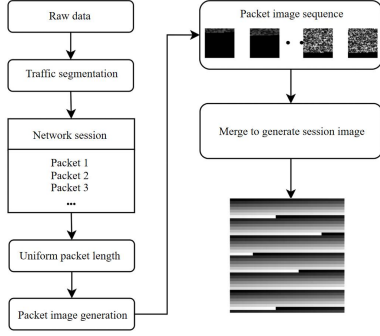 Raw data
Traffic segmentation
Network session
Packet 1
Packet 2
Packet 3
...
Uniform packet length
Packet image generation
Packet image sequence
Merge to generate session image